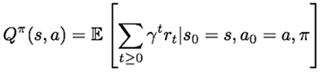 Q^π(s, a) = 𝔼 [ ∑_{t≥0} γ^t r_t | s_0 = s, a_0 = a, π ]